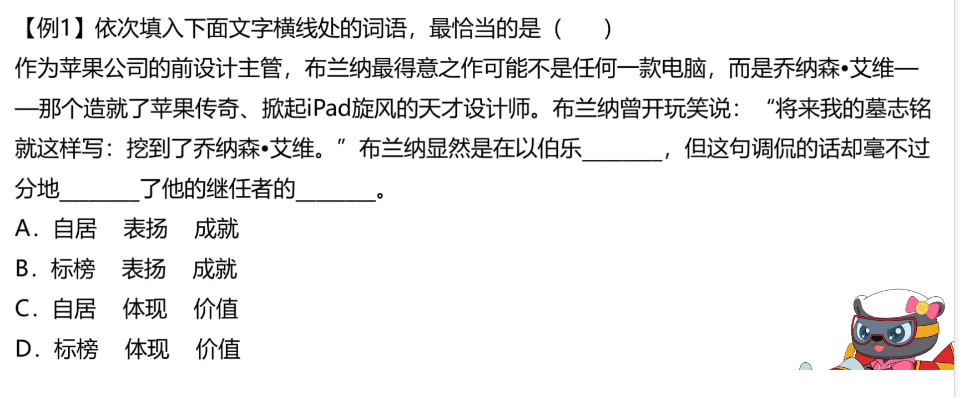 【例1】依次填入下面文字横线处的词语，最恰当的是（　　）
作为苹果公司的前设计主管，布兰纳最得意之作可能不是任何一款电脑，而是乔纳森•艾维—
—那个造就了苹果传奇、掀起iPad旋风的天才设计师。布兰纳曾开玩笑说：“将来我的墓志铭
就这样写：挖到了乔纳森•艾维。”布兰纳显然是在以伯乐________，但这句调侃的话却毫不过
分地________了他的继任者的________。
A．自居　表扬　成就
B．标榜　表扬　成就
C．自居　体现　价值
D．标榜　体现　价值